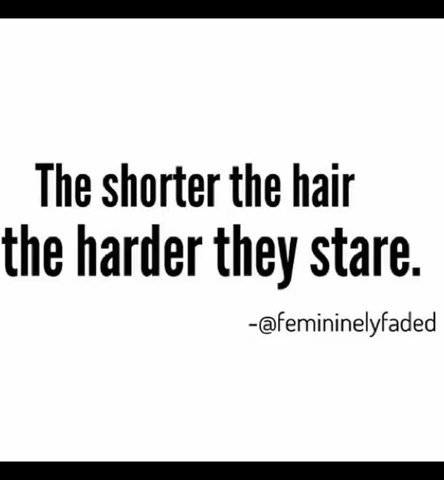 The shorter the hair
the harder they stare.
-@femininelyfaded